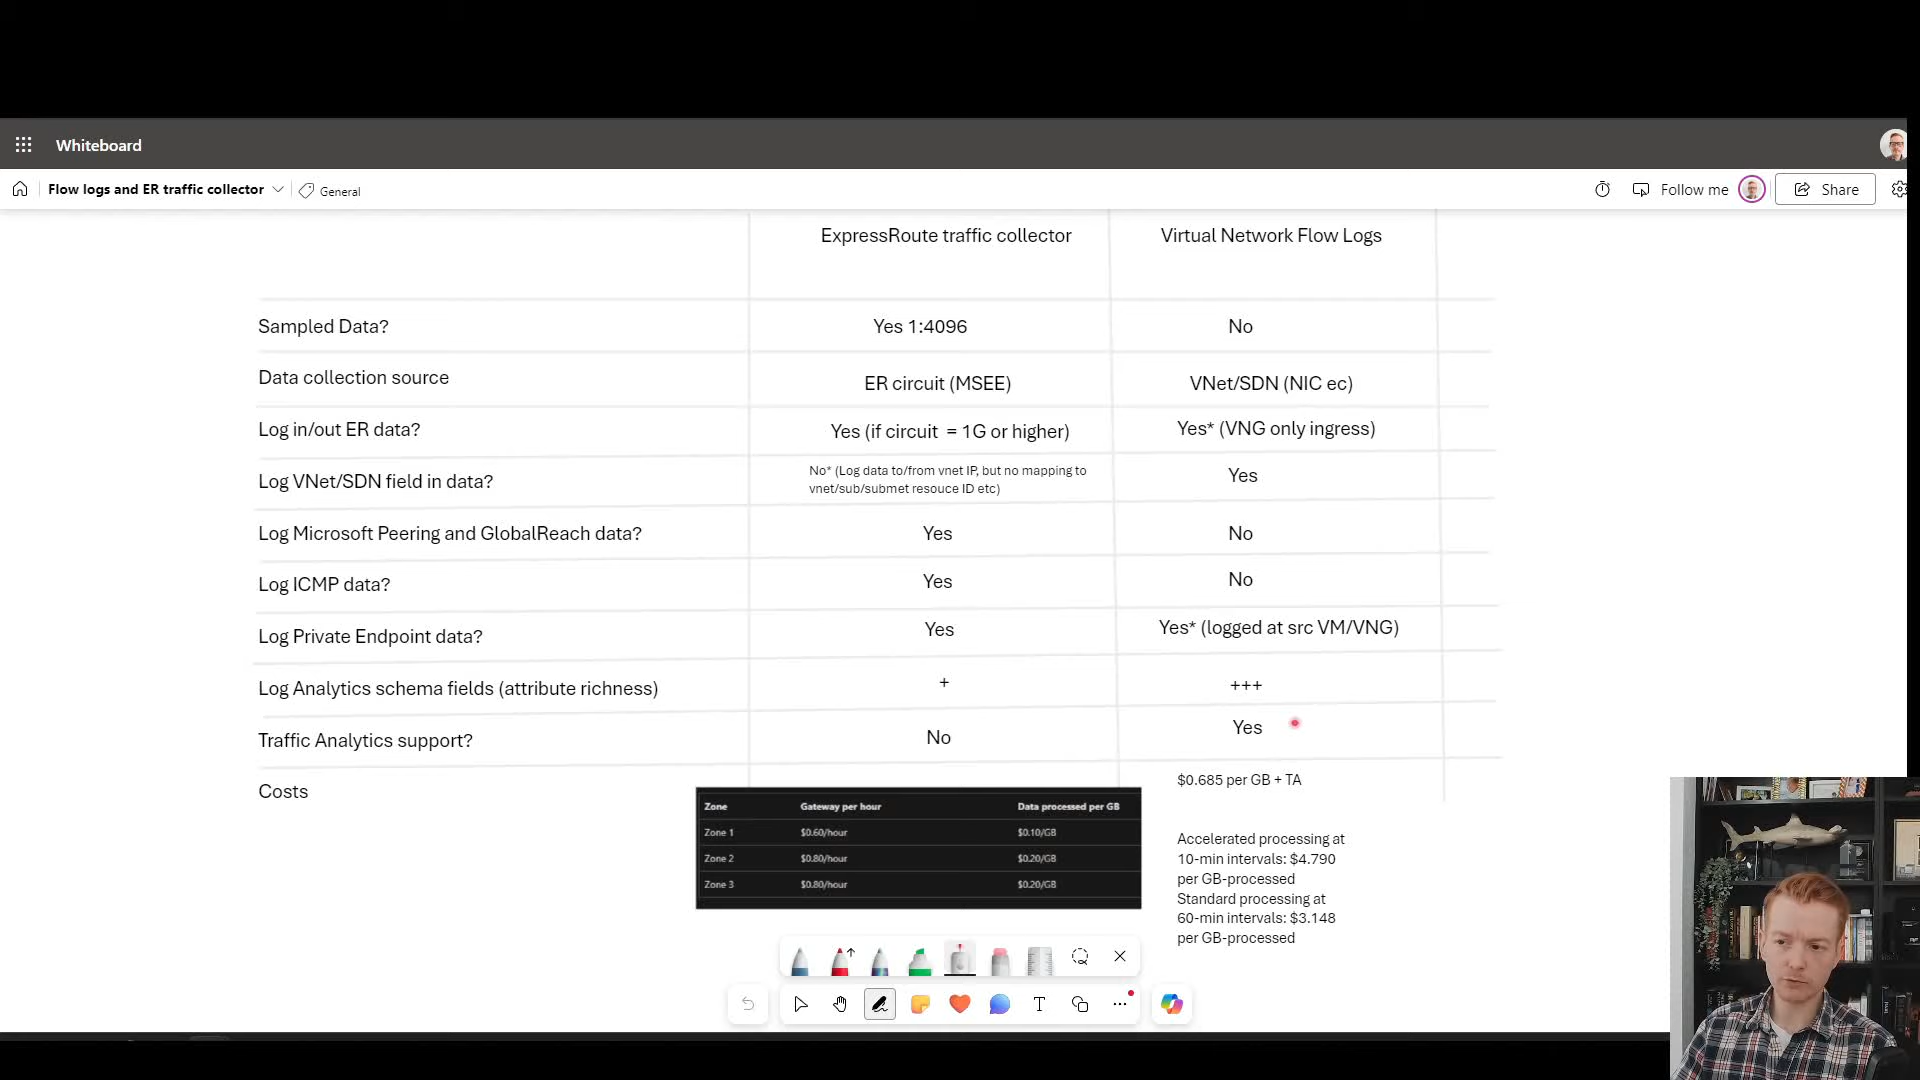 Whiteboard
Flow logs and ER traffic collector
General
Follow me
Share
ExpressRoute traffic collector
Virtual Network Flow Logs
Sampled Data?
Yes 1:4096
No
Data collection source
ER circuit (MSEE)
VNet/SDN (NIC ec)
Log in/out ER data?
Yes (if circuit = 1G or higher)
Yes* (VNG only ingress)
Log VNet/SDN field in data?
No* (Log data to/from vnet IP, but no mapping to
vnet/sub/submet resouce ID etc)
Yes
Log Microsoft Peering and GlobalReach data?
Yes
No
Log ICMP data?
Yes
No
Log Private Endpoint data?
Yes
Yes* (logged at src VM/VNG)
Log Analytics schema fields (attribute richness)
+
+++
Traffic Analytics support?
No
Yes
Costs
Zone
Gateway per hour
Data processed per GB
Zone 1
$0.60/hour
$0.10/GB
Zone 2
$0.80/hour
$0.20/GB
Zone 3
$0.80/hour
$0.20/GB
$0.685 per GB + TA
Accelerated processing at
10-min intervals: $4.790
per GB-processed
Standard processing at
60-min intervals: $3.148
per GB-processed